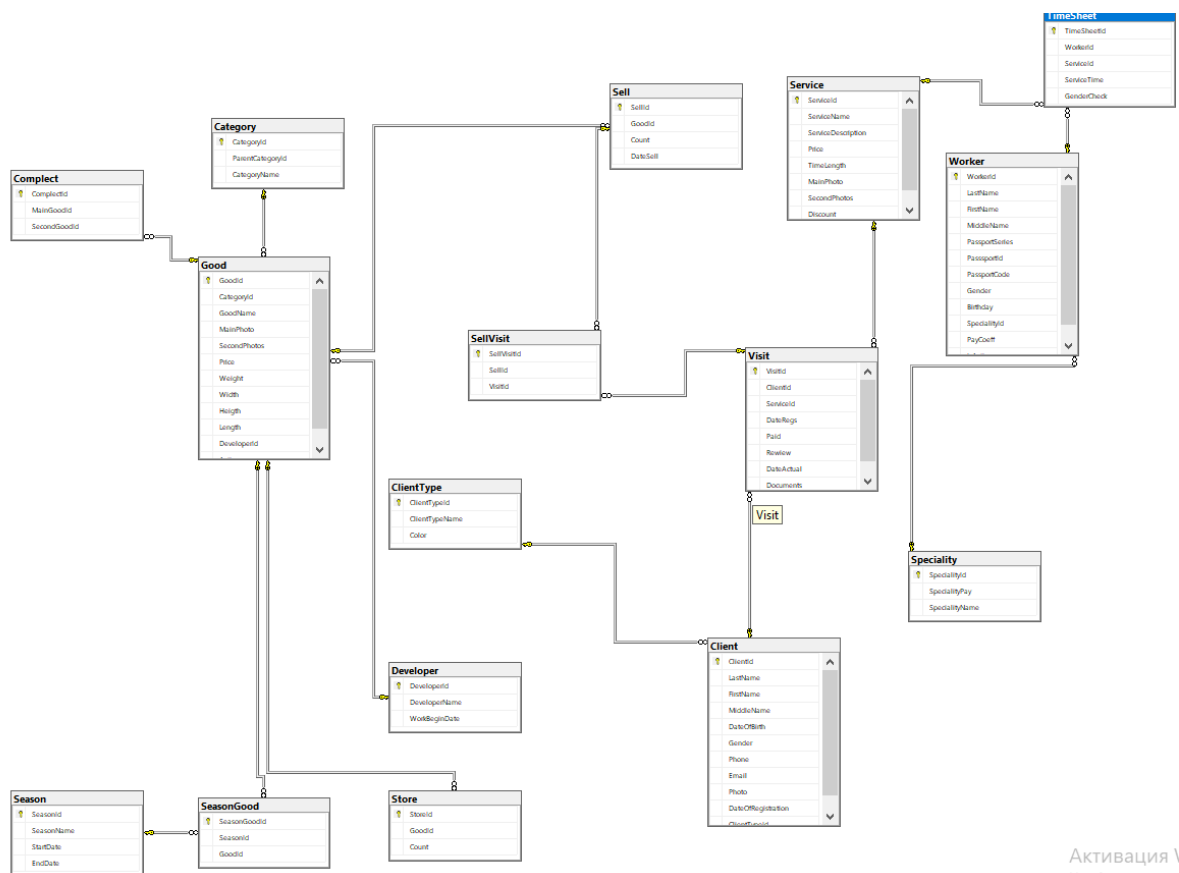 TimeSheet
TimeSheetId
WorkerId
ServiceId
ServiceTime
GenderCheck
Service
ServiceId
ServiceName
ServiceDesciption
Price
TimeLength
MainPhoto
SecondPhotos
Discount
Sell
SellId
GoodId
Count
DateSell
Category
CategoryId
ParentCategoryId
CategoryName
Worker
WorkerId
LastName
FirstName
MiddleName
PassportSeries
PasssportId
PassportCode
Gender
Birthday
SpecialityId
PayCoeff
Complect
ComplectId
MainGoodId
SecondGoodId
Good
GoodId
CategoryId
GoodName
MainPhoto
SecondPhotos
Price
Weight
Width
Heigth
Length
DeveloperId
SellVisit
SellVisitId
SellId
VisitId
Visit
VisitId
ClientId
ServiceId
DateRegs
Paid
Rewiew
DateActual
Documents
Visit
ClientType
ClientTypeId
ClientTypeName
Color
Speciality
SpecialityId
SpecialityPay
SpecialityName
Client
ClientId
LastName
FirstName
MiddleName
DateOfBirth
Gender
Phone
Email
Photo
DateOfRegistration
ClientTypeId
Developer
DeveloperId
DeveloperName
WorkBeginDate
Season
SeasonId
SeasonName
StartDate
EndDate
SeasonGood
SeasonGoodId
SeasonId
GoodId
Store
StoreId
GoodId
Count
Активация